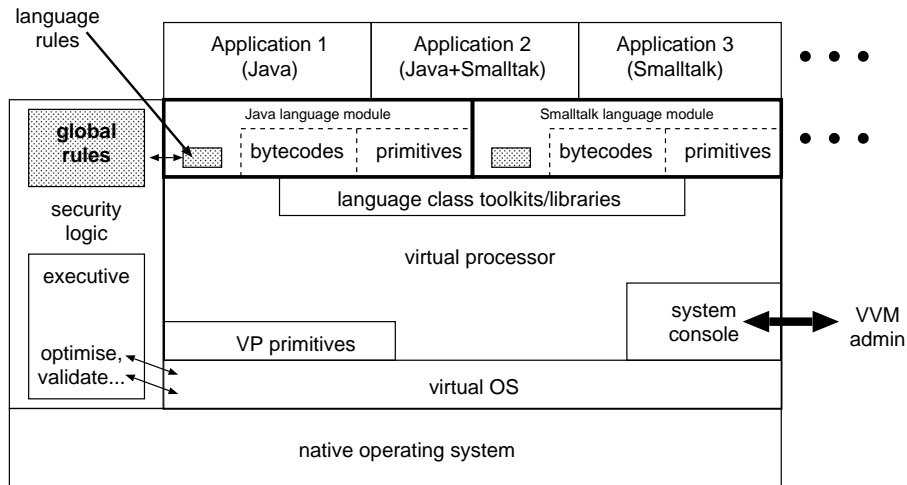 language
rules
Application 1
(Java)
Application 2
(Java+Smalltak)
Application 3
(Smalltalk)
global
rules
Java language module
bytecodes
primitives
Smalltalk language module
bytecodes
primitives
language class toolkits/libraries
security
logic
virtual processor
executive
optimise,
validate...
VP primitives
system
console
VVM
admin
virtual OS
native operating system